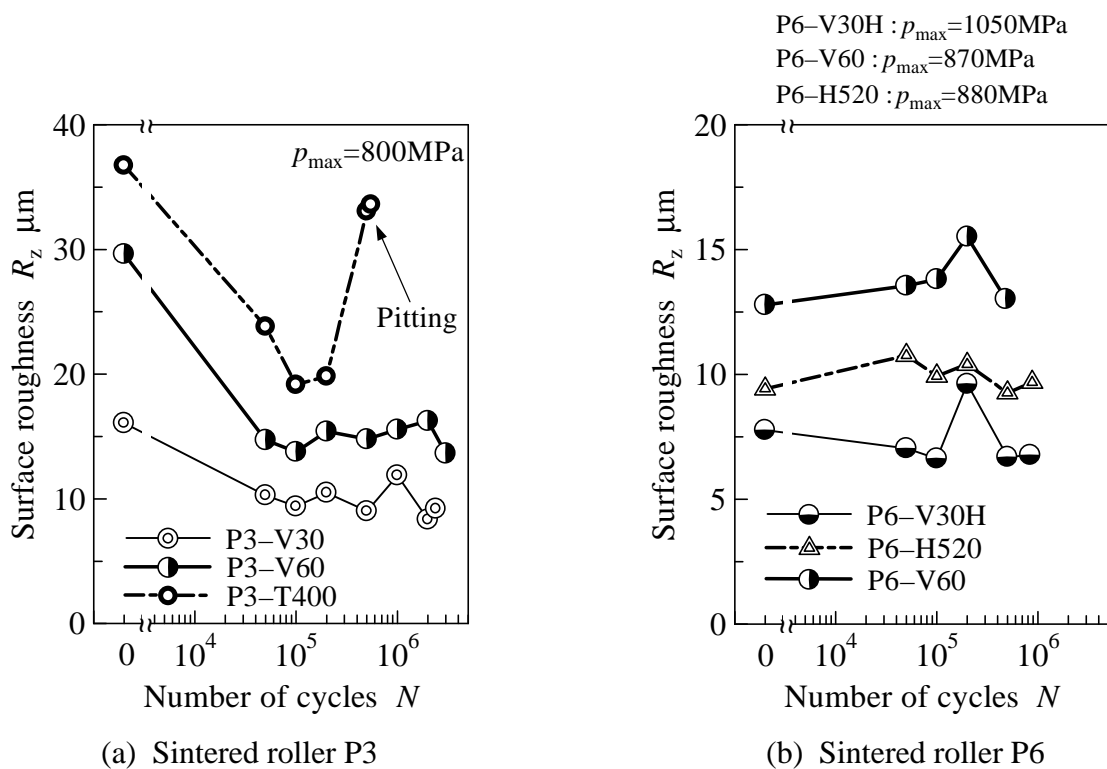 P6–V30H : pmax=1050MPa
P6–V60 : pmax=870MPa
P6–H520 : pmax=880MPa
40
30
20
10
0
Surface roughness Rz μm
pmax=800MPa
Pitting
P3–V30
P3–V60
P3–T400
0 10^4 10^5 10^6
Number of cycles N
(a) Sintered roller P3
20
15
10
5
0
Surface roughness Rz μm
P6–V30H
P6–H520
P6–V60
0 10^4 10^5 10^6
Number of cycles N
(b) Sintered roller P6